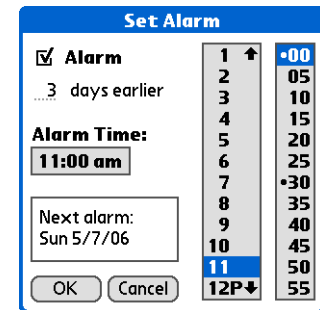 Set Alarm
Alarm
3 days earlier
Alarm Time:
11:00 am
Next alarm:
Sun 5/7/06
OK Cancel
1
2
3
4
5
6
7
8
9
10
11
12P
•00
05
10
15
20
25
•30
35
40
45
50
55